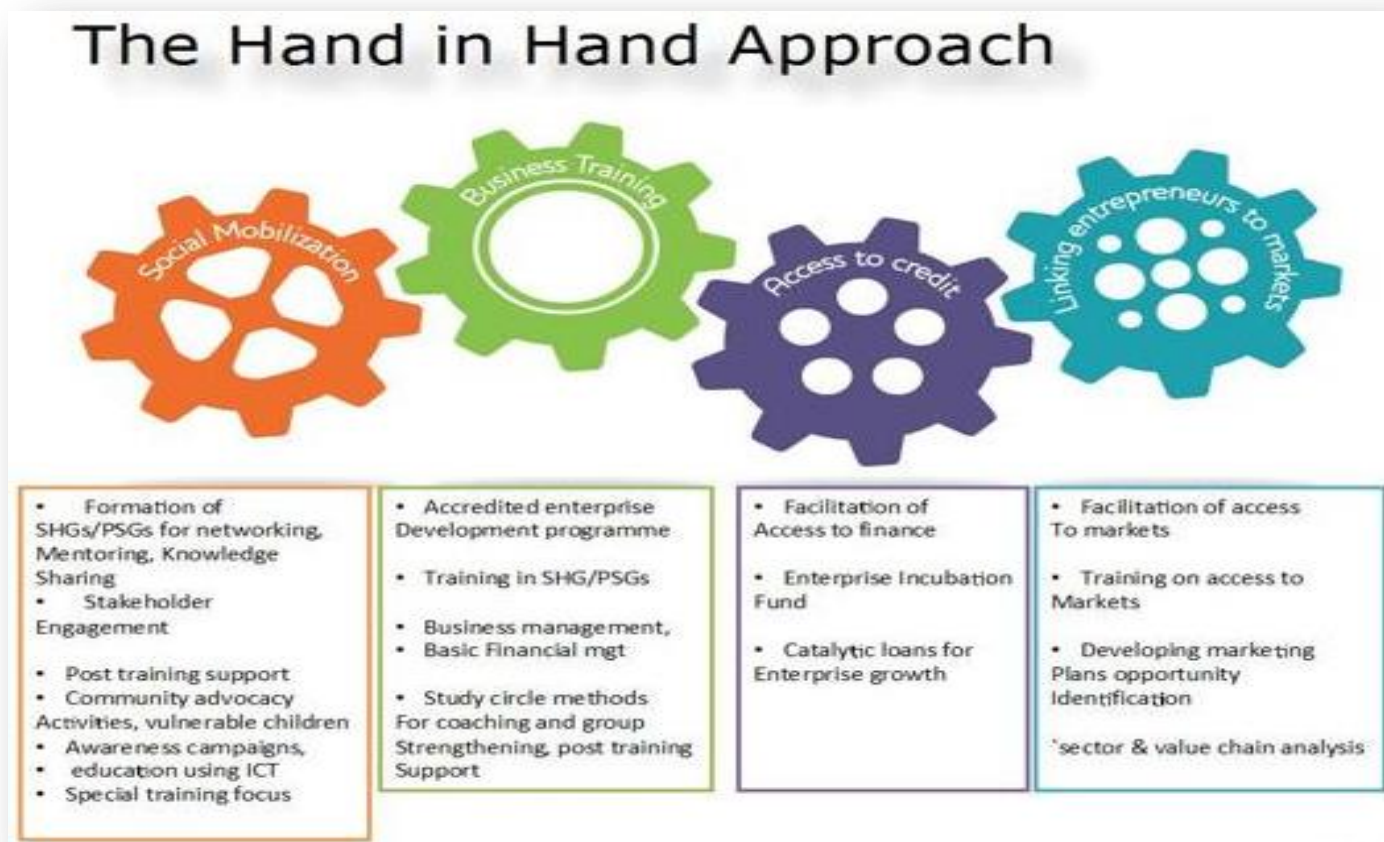 The Hand in Hand Approach
Social Mobilization
Business Training
Access to credit
Linking entrepreneurs to markets
• Formation of
SHGs/PSGs for networking,
Mentoring, Knowledge
Sharing
• Stakeholder
Engagement
• Post training support
• Community advocacy
Activities, vulnerable children
• Awareness campaigns,
• education using ICT
• Special training focus
• Accredited enterprise
Development programme
• Training in SHG/PSGs
• Business management,
• Basic Financial mgt
• Study circle methods
For coaching and group
Strengthening, post training
Support
• Facilitation of
Access to finance
• Enterprise Incubation
Fund
• Catalytic loans for
Enterprise growth
• Facilitation of access
To markets
• Training on access to
Markets
• Developing marketing
Plans opportunity
Identification
`sector & value chain analysis